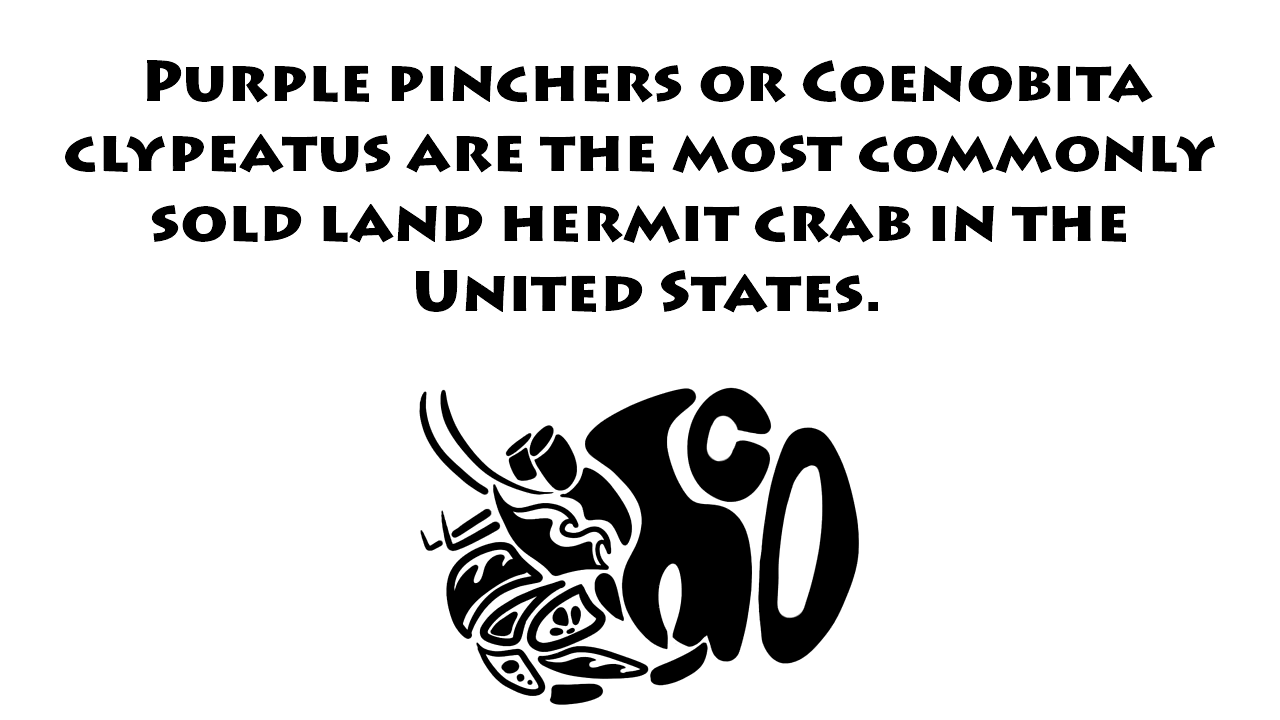 Purple pinchers or Coenobita
clypeatus are the most commonly
sold land hermit crab in the
United States.